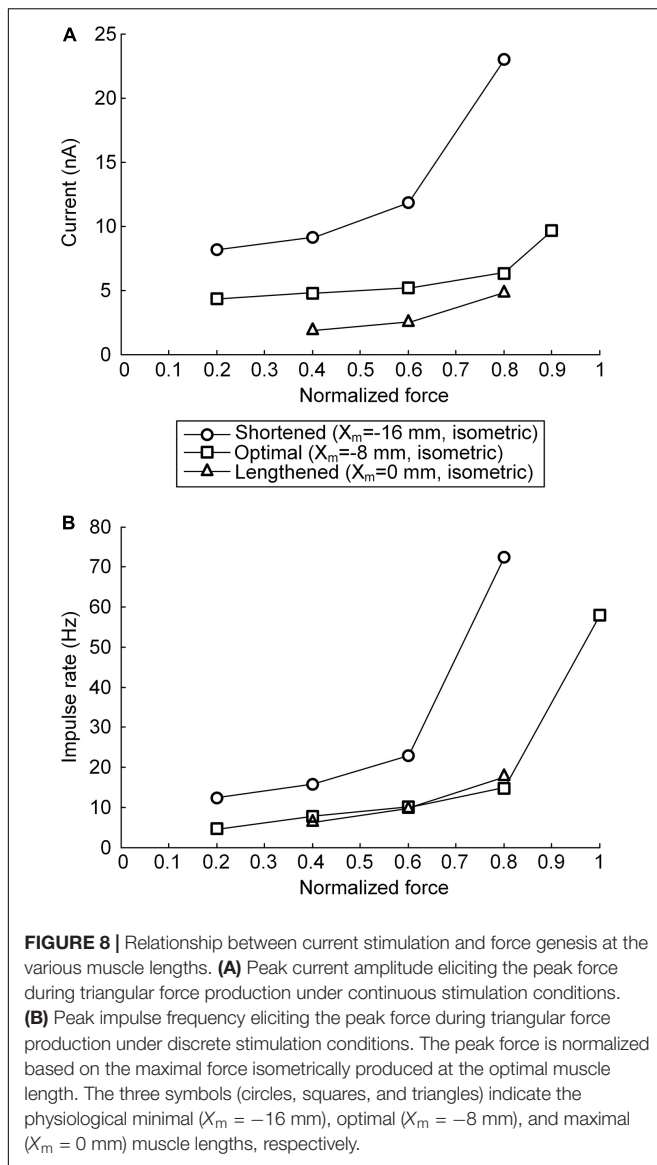 A
25
20
15
10
5
0
Current (nA)
0 0.1 0.2 0.3 0.4 0.5 0.6 0.7 0.8 0.9 1
Normalized force
Shortened (Xm=-16 mm, isometric)
Optimal (Xm=-8 mm, isometric)
Lengthened (Xm=0 mm, isometric)
B
80
70
60
50
40
30
20
10
0
Impulse rate (Hz)
0 0.1 0.2 0.3 0.4 0.5 0.6 0.7 0.8 0.9 1
Normalized force
FIGURE 8 | Relationship between current stimulation and force genesis at the
various muscle lengths. (A) Peak current amplitude eliciting the peak force
during triangular force production under continuous stimulation conditions.
(B) Peak impulse frequency eliciting the peak force during triangular force
production under discrete stimulation conditions. The peak force is normalized
based on the maximal force isometrically produced at the optimal muscle
length. The three symbols (circles, squares, and triangles) indicate the
physiological minimal (Xm = −16 mm), optimal (Xm = −8 mm), and maximal
(Xm = 0 mm) muscle lengths, respectively.